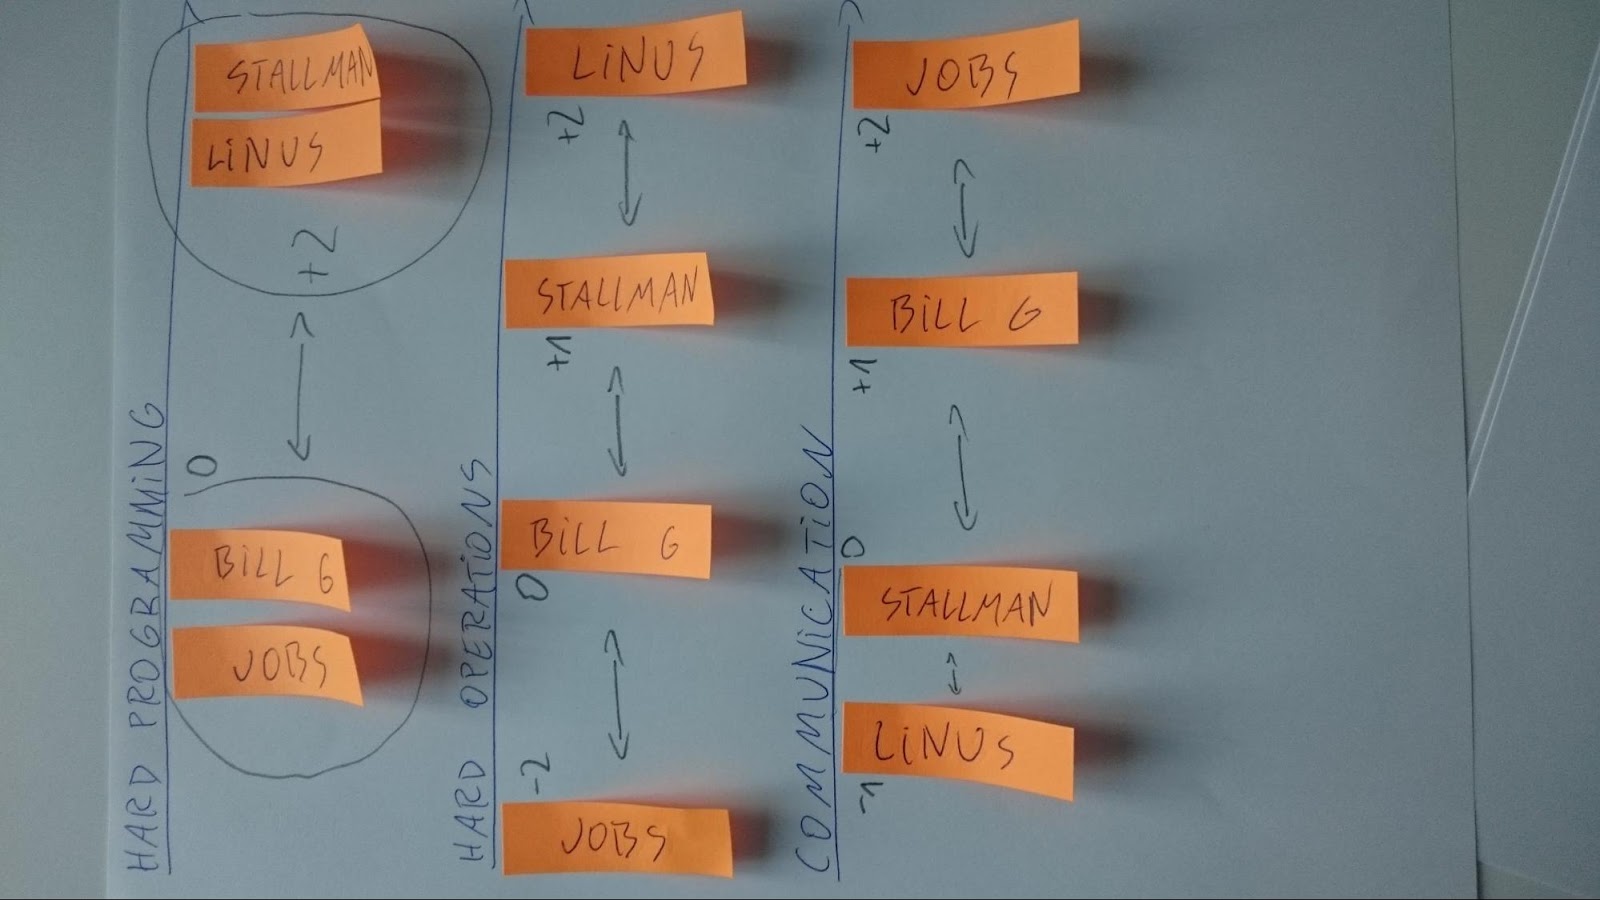 HARD PROGRAMMING
STALLMAN
LINUS
+2
0
BILL G
JOBS
HARD OPERATIONS
LINUS
+2
STALLMAN
+1
BILL G
0
-2
JOBS
COMMUNICATION
JOBS
+2
BILL G
+1
0
STALLMAN
LINUS
-1